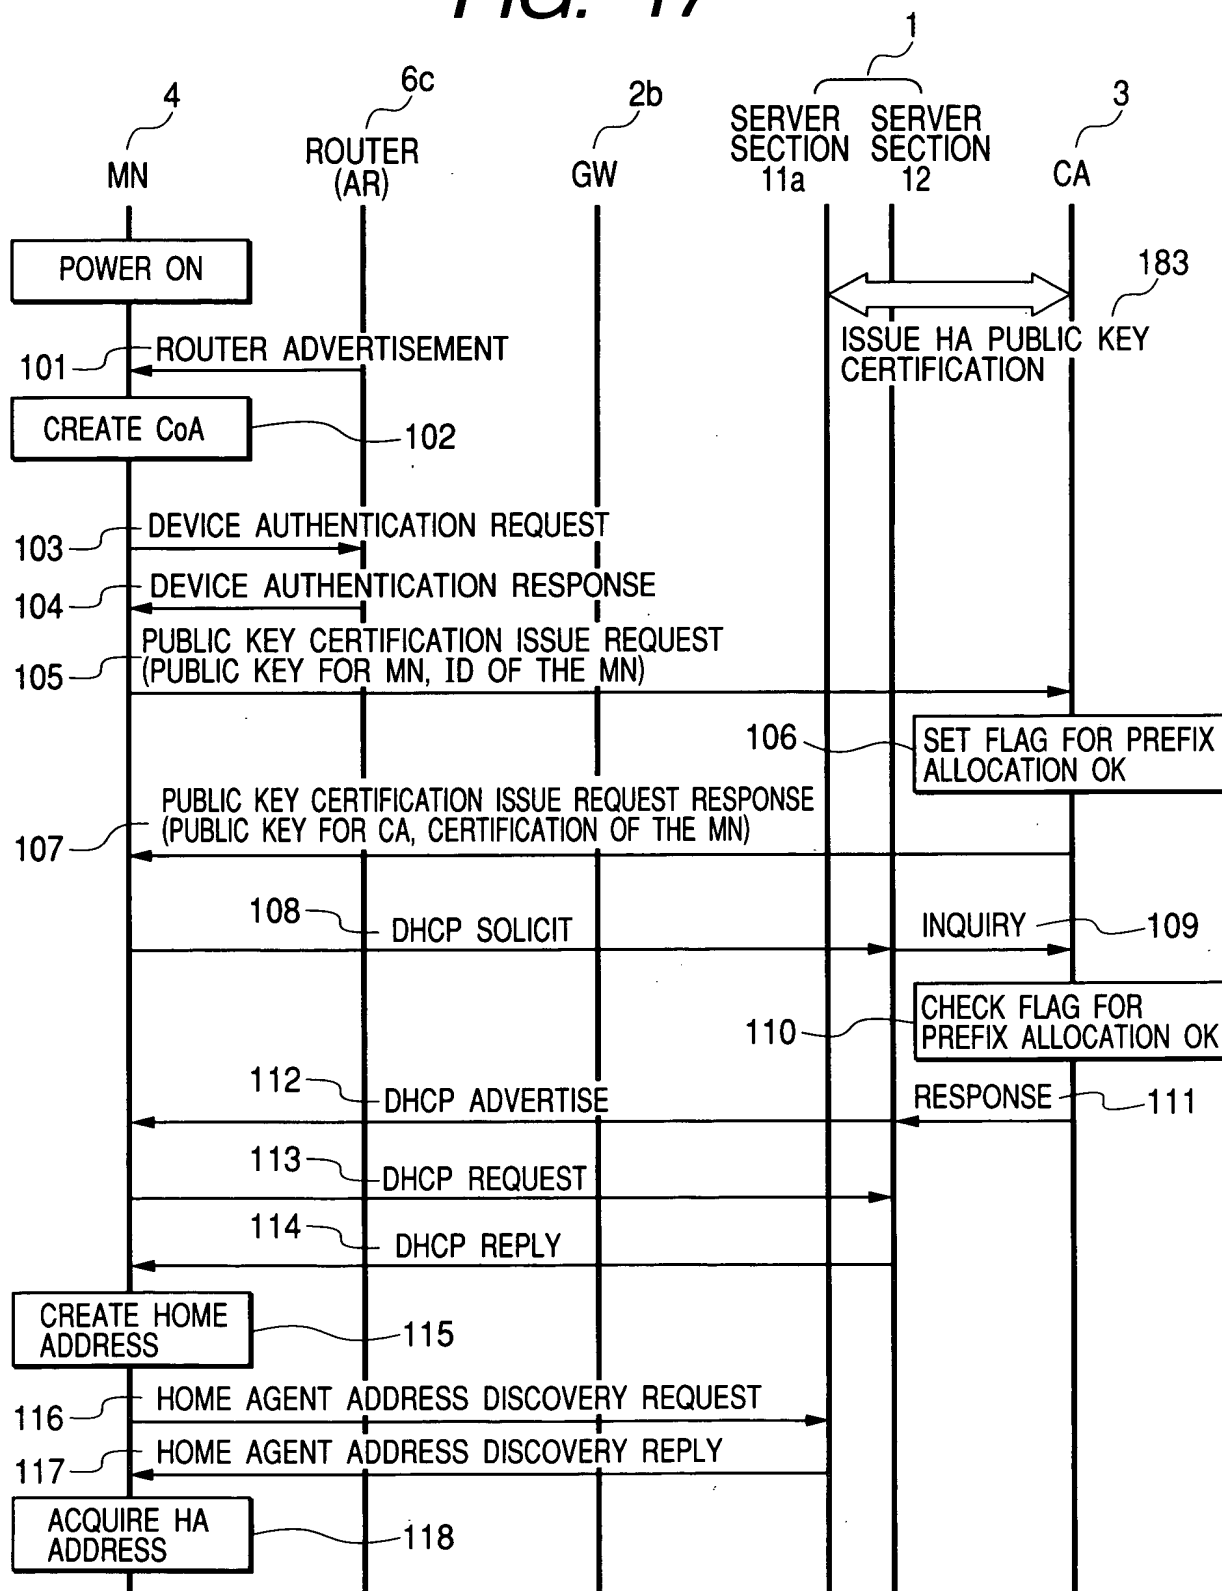 FIG. 17
1
4
6c
2b
3
SERVER SECTION 11a
SERVER SECTION 12
ROUTER
(AR)
MN
GW
CA
POWER ON
183
ISSUE HA PUBLIC KEY
CERTIFICATION
101
ROUTER ADVERTISEMENT
CREATE CoA
102
103
DEVICE AUTHENTICATION REQUEST
104
DEVICE AUTHENTICATION RESPONSE
105
PUBLIC KEY CERTIFICATION ISSUE REQUEST
(PUBLIC KEY FOR MN, ID OF THE MN)
106
SET FLAG FOR PREFIX
ALLOCATION OK
107
PUBLIC KEY CERTIFICATION ISSUE REQUEST RESPONSE
(PUBLIC KEY FOR CA, CERTIFICATION OF THE MN)
108
DHCP SOLICIT
INQUIRY
109
110
CHECK FLAG FOR
PREFIX ALLOCATION OK
112
DHCP ADVERTISE
RESPONSE
111
113
DHCP REQUEST
114
DHCP REPLY
CREATE HOME
ADDRESS
115
116
HOME AGENT ADDRESS DISCOVERY REQUEST
117
HOME AGENT ADDRESS DISCOVERY REPLY
ACQUIRE HA
ADDRESS
118